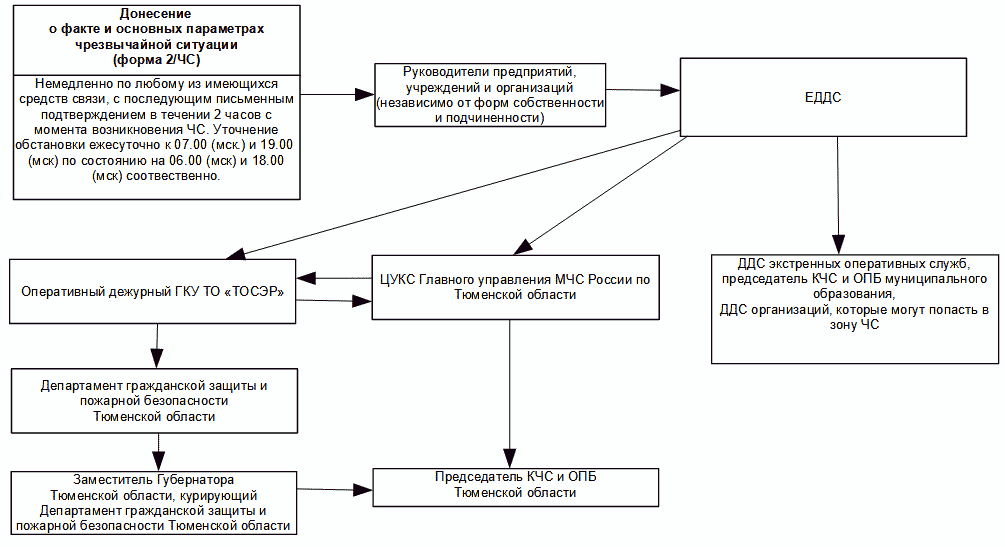 Донесение
о факте и основных параметрах
чрезвычайной ситуации
(форма 2/ЧС)
Немедленно по любому из имеющихся
средств связи, с последующим письменным
подтверждением в течении 2 часов с
момента возникновения ЧС. Уточнение
обстановки ежесуточно к 07.00 (мск.) и 19.00
(мск) по состоянию на 06.00 (мск) и 18.00
(мск) соотвественно.
Руководители предприятий,
учреждений и организаций
(независимо от форм собственности
и подчиненности)
ЕДДС
Оперативный дежурный ГКУ ТО «ТОСЭР»
ЦУКС Главного управления МЧС России по
Тюменской области
ДДС экстренных оперативных служб,
председатель КЧС и ОПБ муниципального
образования,
ДДС организаций, которые могут попасть в
зону ЧС
Департамент гражданской защиты и
пожарной безопасности
Тюменской области
Заместитель Губернатора
Тюменской области, курирующий
Департамент гражданской защиты и
пожарной безопасности Тюменской области
Председатель КЧС и ОПБ
Тюменской области